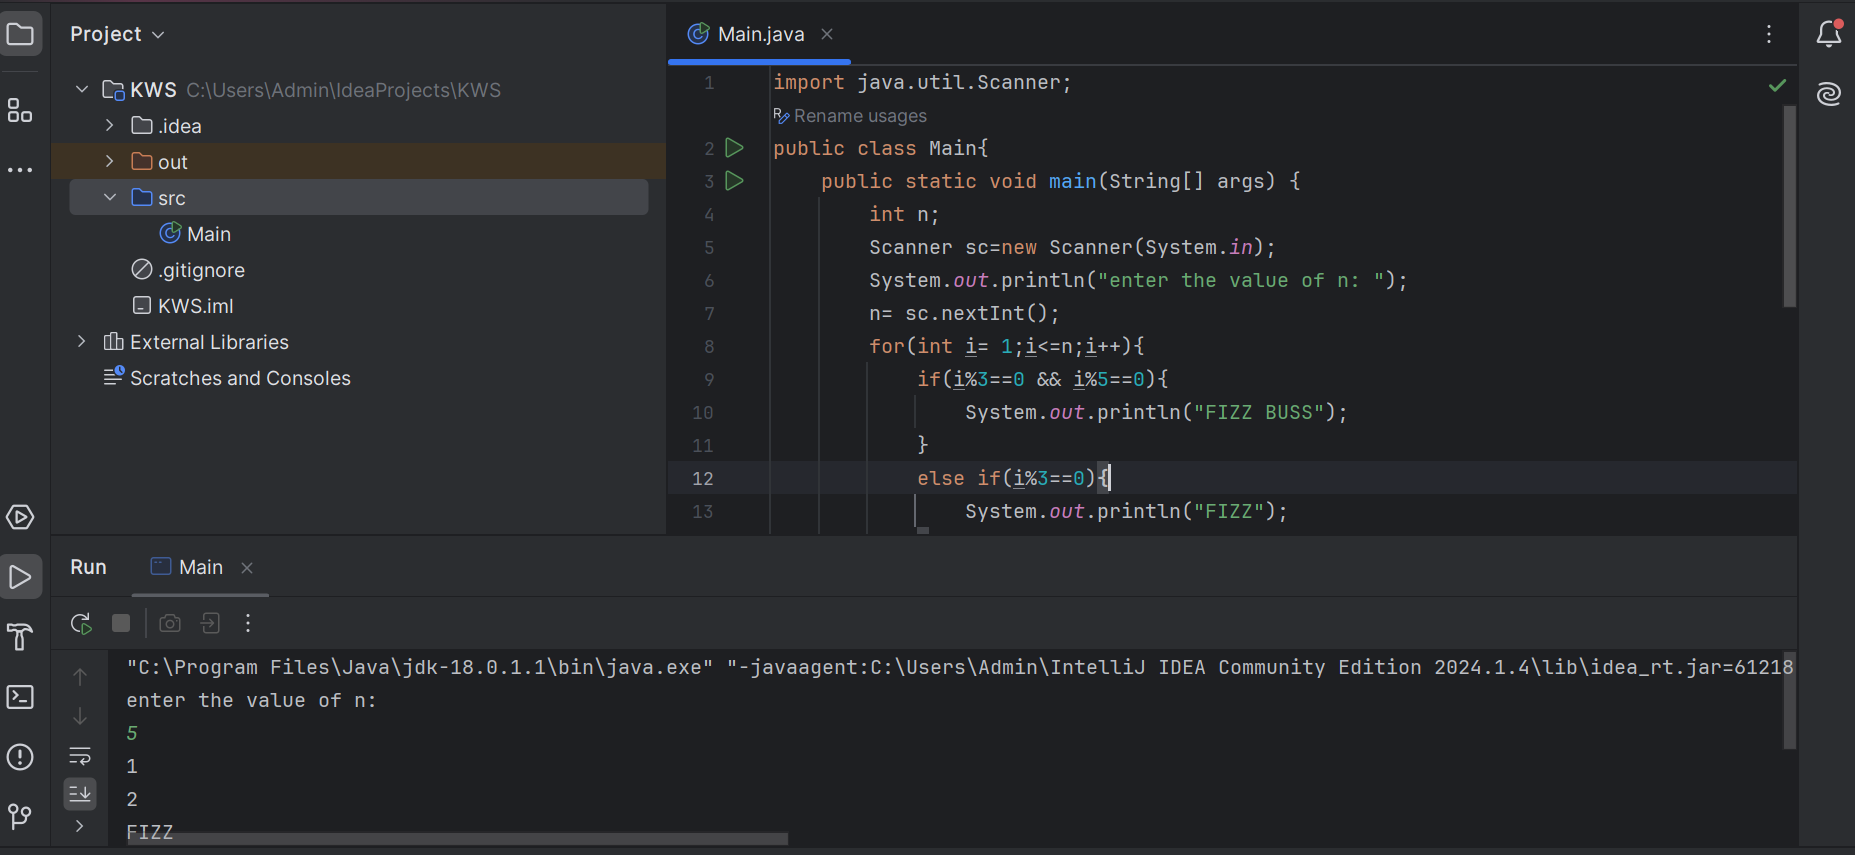 Project
KWS C:\Users\Admin\IdeaProjects\KWS
.idea
out
src
Main
.gitignore
KWS.iml
External Libraries
Scratches and Consoles
Main.java
1 import java.util.Scanner;
Rename usages
2 public class Main{
3 public static void main(String[] args) {
4 int n;
5 Scanner sc=new Scanner(System.in);
6 System.out.println("enter the value of n: ");
7 n= sc.nextInt();
8 for(int i= 1;i<=n;i++){
9 if(i%3==0 && i%5==0){
10 System.out.println("FIZZ BUSS");
11 }
12 else if(i%3==0){
13 System.out.println("FIZZ");
Run Main
"C:\Program Files\Java\jdk-18.0.1.1\bin\java.exe" "-javaagent:C:\Users\Admin\IntelliJ IDEA Community Edition 2024.1.4\lib\idea_rt.jar=61218
enter the value of n:
5
1
2
FIZZ